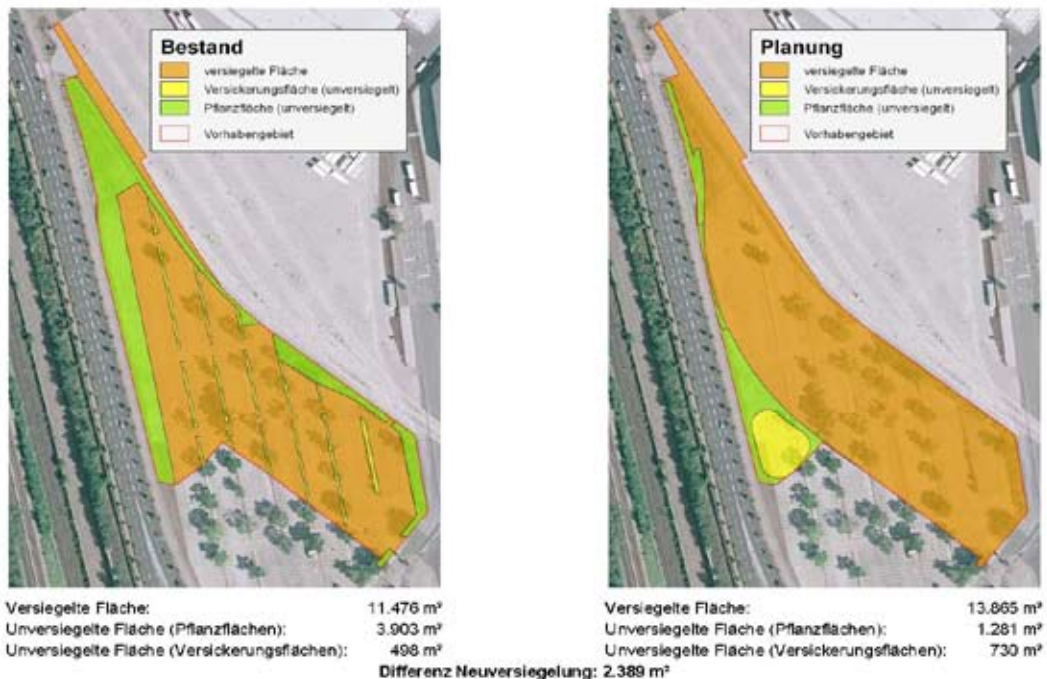 Bestand
versiegelte Fläche
Versickerungsfläche (unversiegelt)
Pflanzfläche (unversiegelt)
Vorhabengebiet
Planung
versiegelte Fläche
Versickerungsfläche (unversiegelt)
Pflanzfläche (unversiegelt)
Vorhabengebiet
Versiegelte Fläche: 11.476 m²
Unversiegelte Fläche (Pflanzflächen): 3.903 m²
Unversiegelte Fläche (Versickerungsflächen): 498 m²
Versiegelte Fläche: 13.865 m²
Unversiegelte Fläche (Pflanzflächen): 1.281 m²
Unversiegelte Fläche (Versickerungsflächen): 730 m²
Differenz Neuversiegelung: 2.389 m²